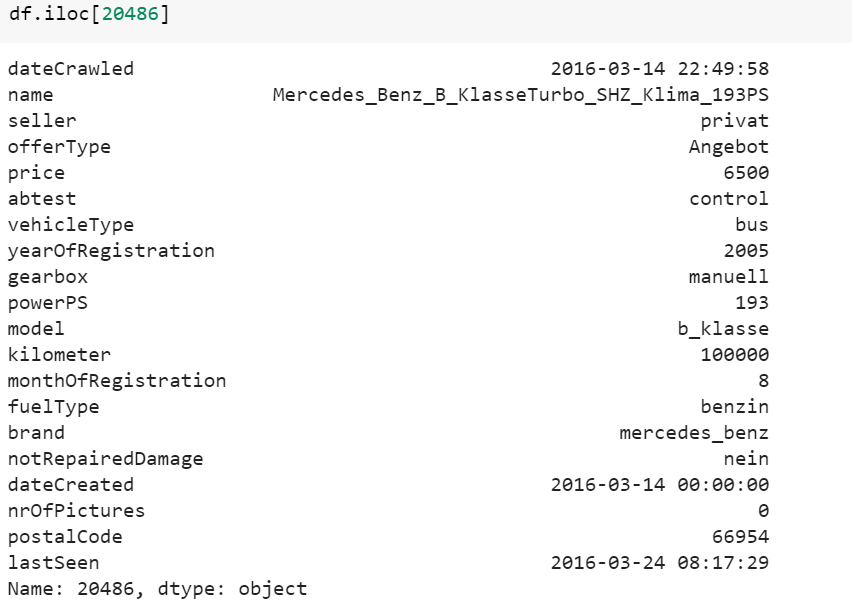 df.iloc[20486]
dateCrawled 2016-03-14 22:49:58
name Mercedes_Benz_B_KlasseTurbo_SHZ_Klima_193PS
seller privat
offerType Angebot
price 6500
abtest control
vehicleType bus
yearOfRegistration 2005
gearbox manuell
powerPS 193
model b_klasse
kilometer 100000
monthOfRegistration 8
fuelType benzin
brand mercedes_benz
notRepairedDamage nein
dateCreated 2016-03-14 00:00:00
nrOfPictures 0
postalCode 66954
lastSeen 2016-03-24 08:17:29
Name: 20486, dtype: object